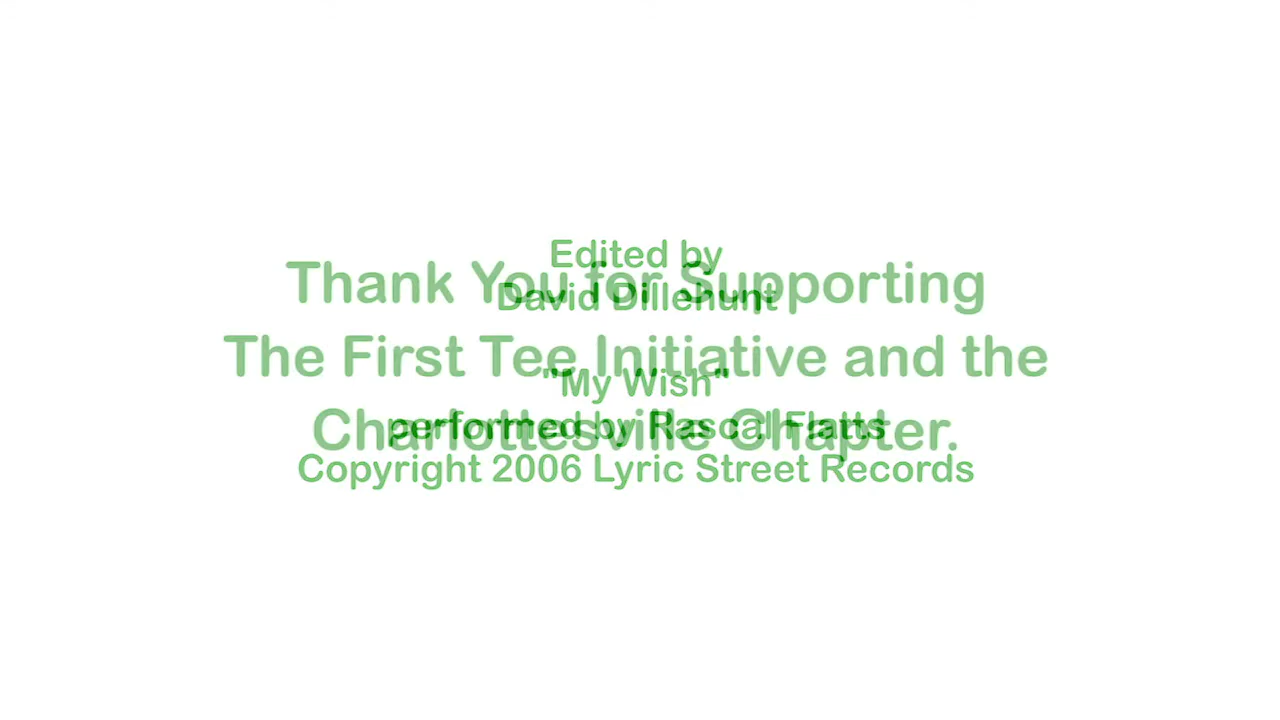 Thank You for Supporting
The First Tee Initiative and the
Charlottesville Chapter.
Edited by
David Dillehunt
"My Wish"
performed by Rascal Flatts
Copyright 2006 Lyric Street Records